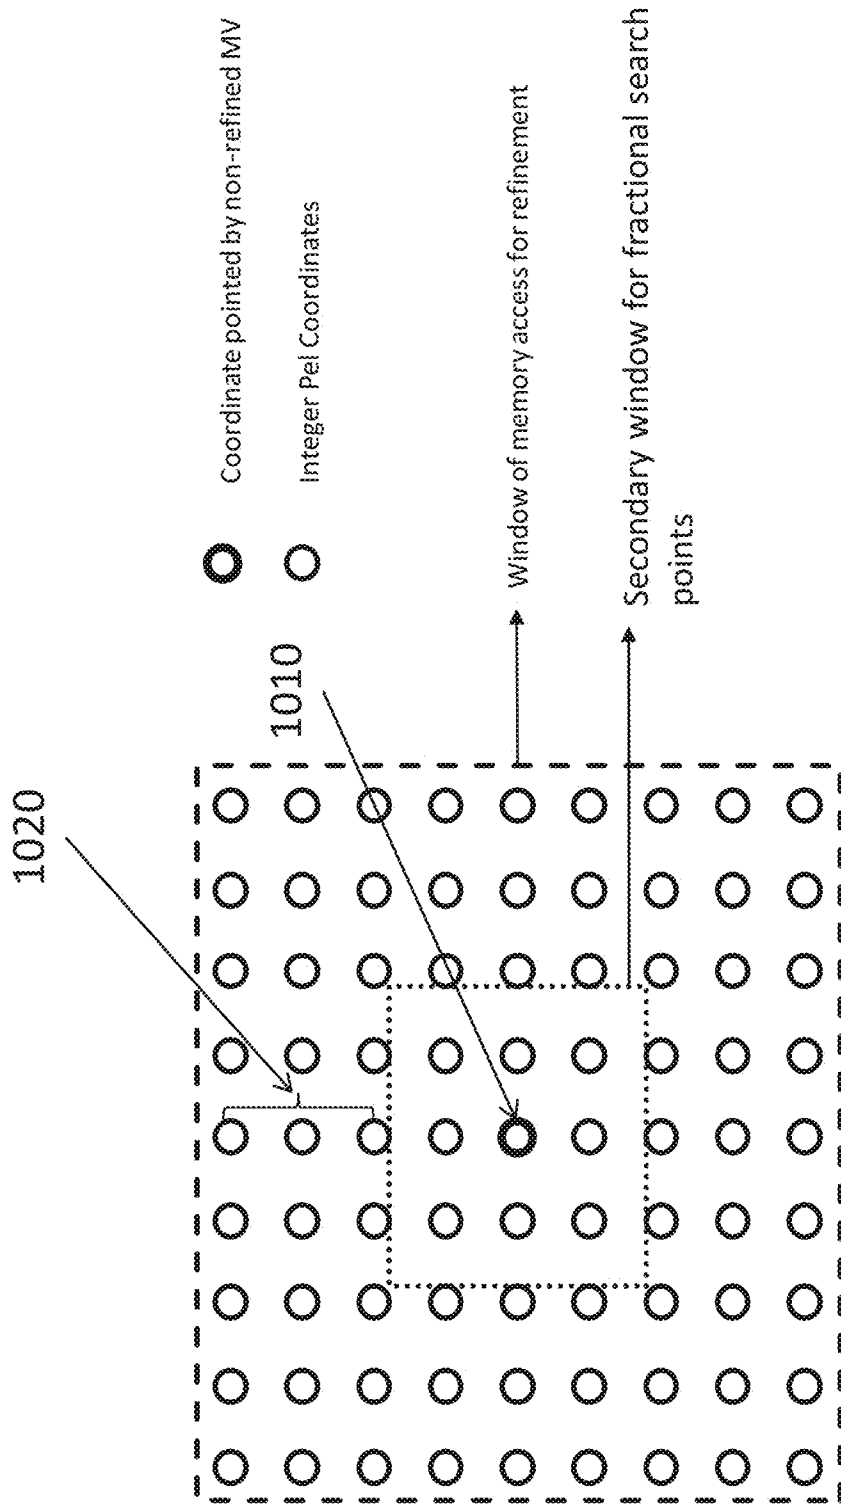 1020
1010
Coordinate pointed by non-refined MV
Integer Pel Coordinates
Window of memory access for refinement
Secondary window for fractional search
points